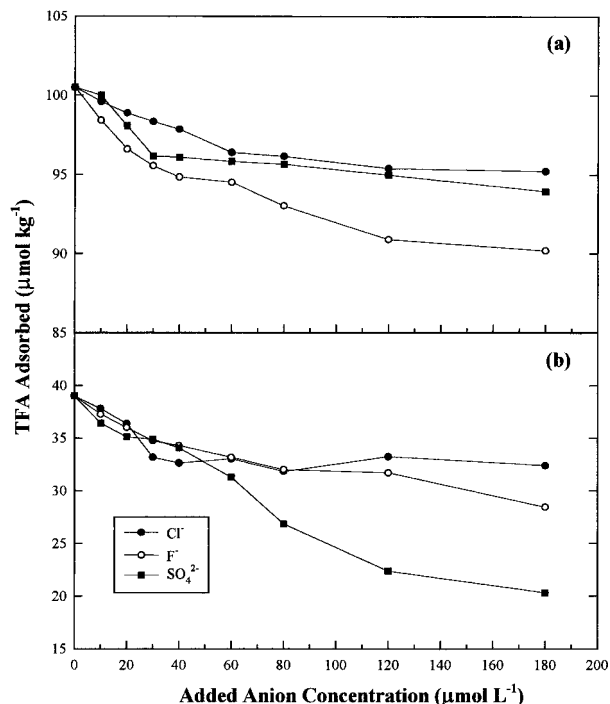 105
(a)
100
95
90
85
TFA Adsorbed (μmol kg⁻¹)
(b)
40
35
30
25
20
15
Cl⁻
F⁻
SO₄²⁻
0 20 40 60 80 100 120 140 160 180 200
Added Anion Concentration (μmol L⁻¹)